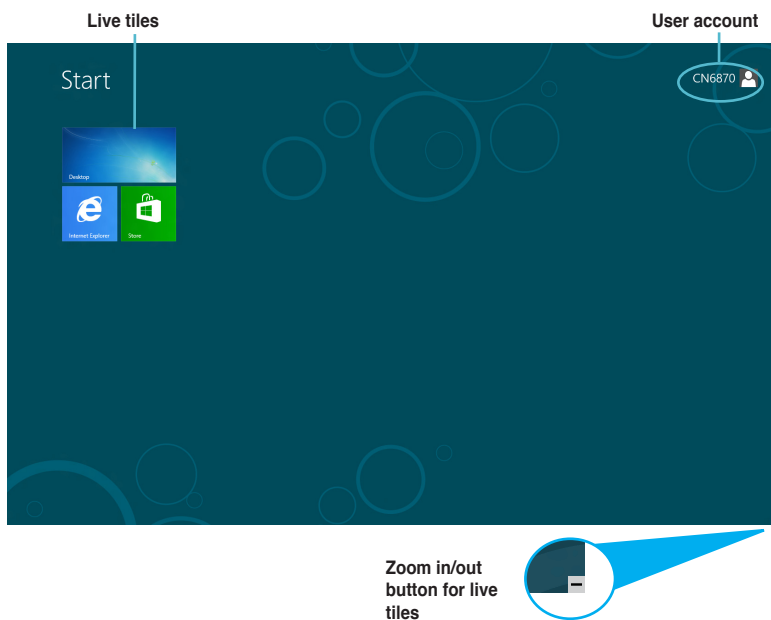 Live tiles
User account
Start
CN6870
Desktop
Internet Explorer
Store
Zoom in/out
button for live
tiles